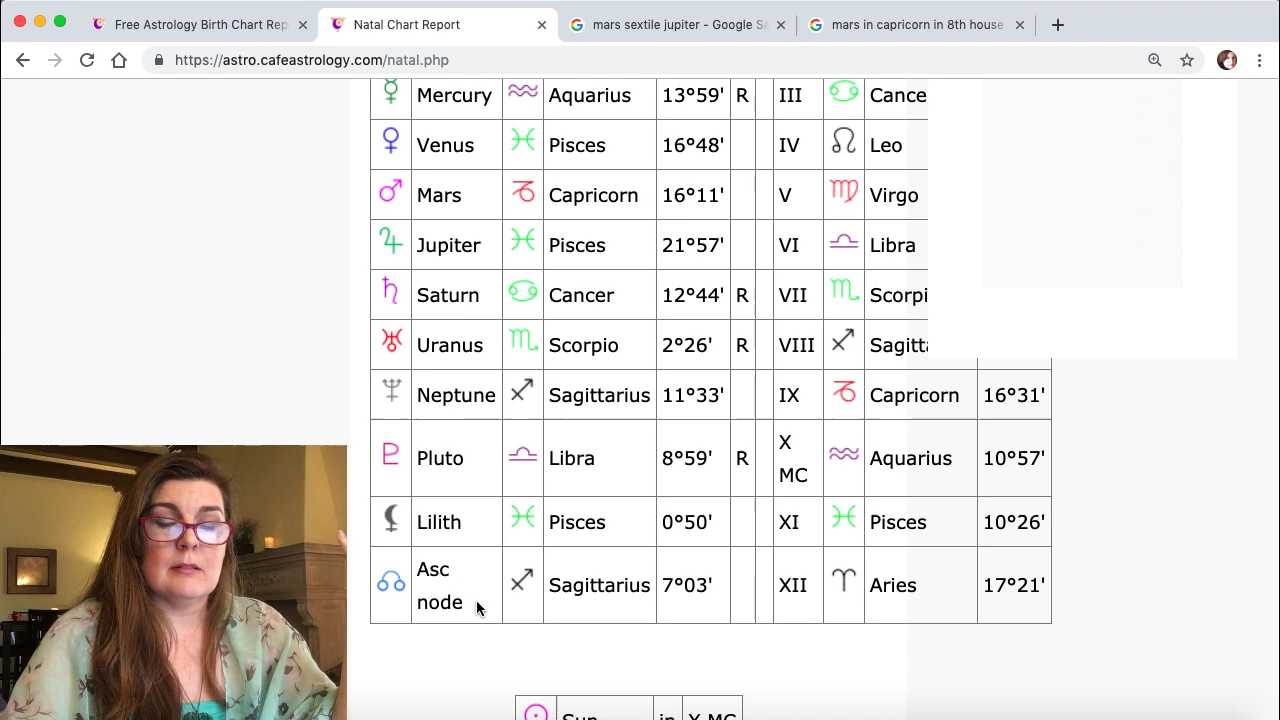 Free Astrology Birth Chart Rep
Natal Chart Report
mars sextile jupiter - Google Se
mars in capricorn in 8th house
https://astro.cafeastrology.com/natal.php
Mercury Aquarius 13°59' R III Cance
Venus Pisces 16°48' IV Leo
Mars Capricorn 16°11' V Virgo
Jupiter Pisces 21°57' VI Libra
Saturn Cancer 12°44' R VII Scorpi
Uranus Scorpio 2°26' R VIII Sagitta
Neptune Sagittarius 11°33' IX Capricorn 16°31'
Pluto Libra 8°59' R X MC Aquarius 10°57'
Lilith Pisces 0°50' XI Pisces 10°26'
Asc node Sagittarius 7°03' XII Aries 17°21'
Sun in X MC